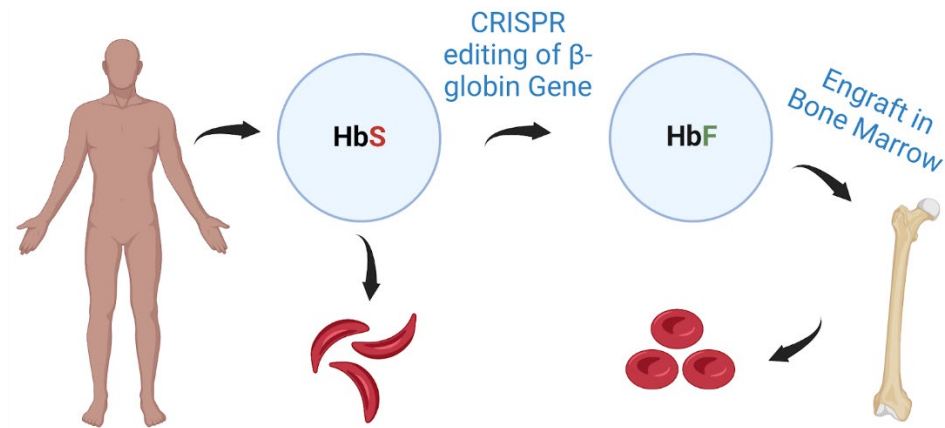 CRISPR
editing of β-
globin Gene
HbS
HbF
Engraft in
Bone Marrow